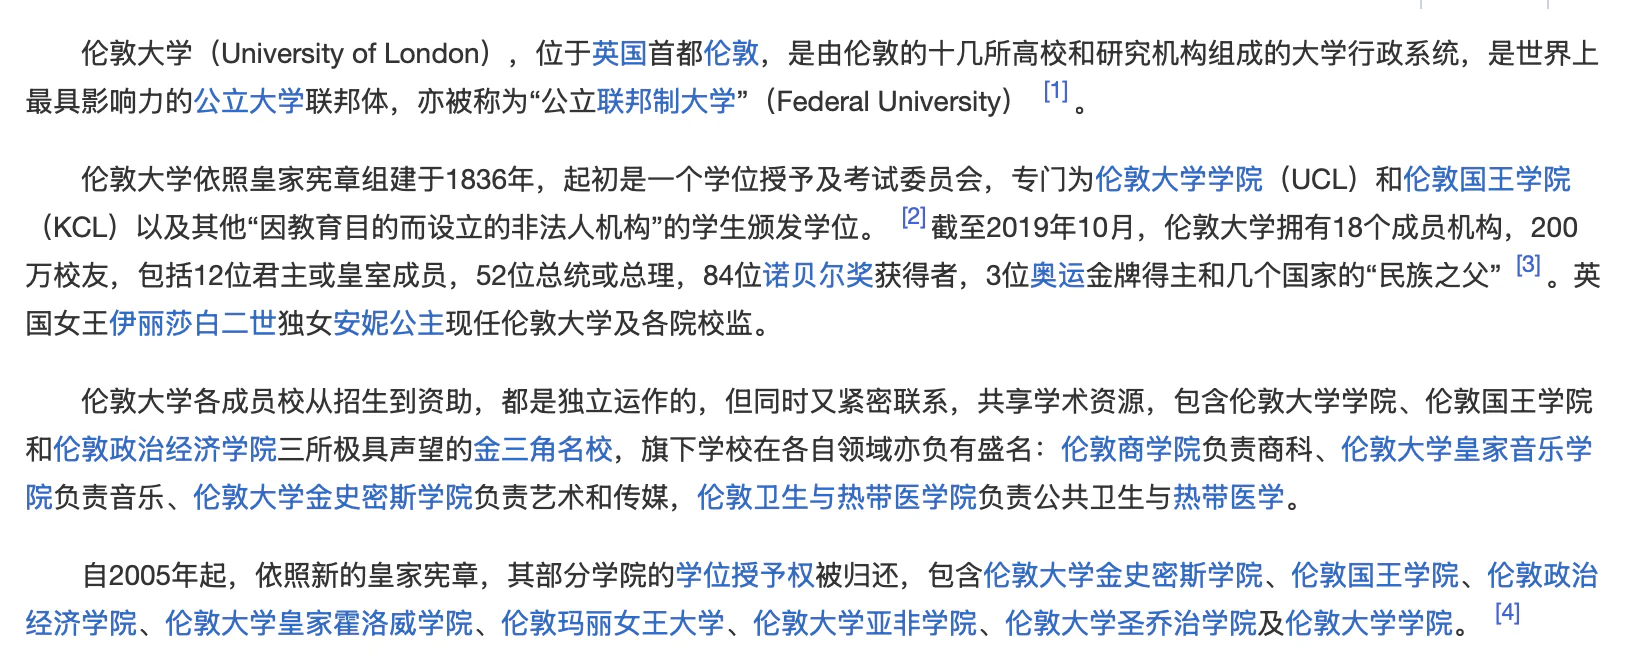 伦敦大学（University of London），位于英国首都伦敦，是由伦敦的十几所高校和研究机构组成的大学行政系统，是世界上
最具影响力的公立大学联邦体，亦被称为“公立联邦制大学”（Federal University） [1] 。
伦敦大学依照皇家宪章组建于1836年，起初是一个学位授予及考试委员会，专门为伦敦大学学院（UCL）和伦敦国王学院
（KCL）以及其他“因教育目的而设立的非法人机构”的学生颁发学位。 [2] 截至2019年10月，伦敦大学拥有18个成员机构，200
万校友，包括12位君主或皇室成员，52位总统或总理，84位诺贝尔奖获得者，3位奥运金牌得主和几个国家的“民族之父” [3] 。英
国女王伊丽莎白二世独女安妮公主现任伦敦大学及各院校监。
伦敦大学各成员校从招生到资助，都是独立运作的，但同时又紧密联系，共享学术资源，包含伦敦大学学院、伦敦国王学院
和伦敦政治经济学院三所极具声望的金三角名校，旗下学校在各自领域亦负有盛名：伦敦商学院负责商科、伦敦大学皇家音乐学
院负责音乐、伦敦大学金史密斯学院负责艺术和传媒，伦敦卫生与热带医学院负责公共卫生与热带医学。
自2005年起，依照新的皇家宪章，其部分学院的学位授予权被归还，包含伦敦大学金史密斯学院、伦敦国王学院、伦敦政治
经济学院、伦敦大学皇家霍洛威学院、伦敦玛丽女王大学、伦敦大学亚非学院、伦敦大学圣乔治学院及伦敦大学学院。 [4]